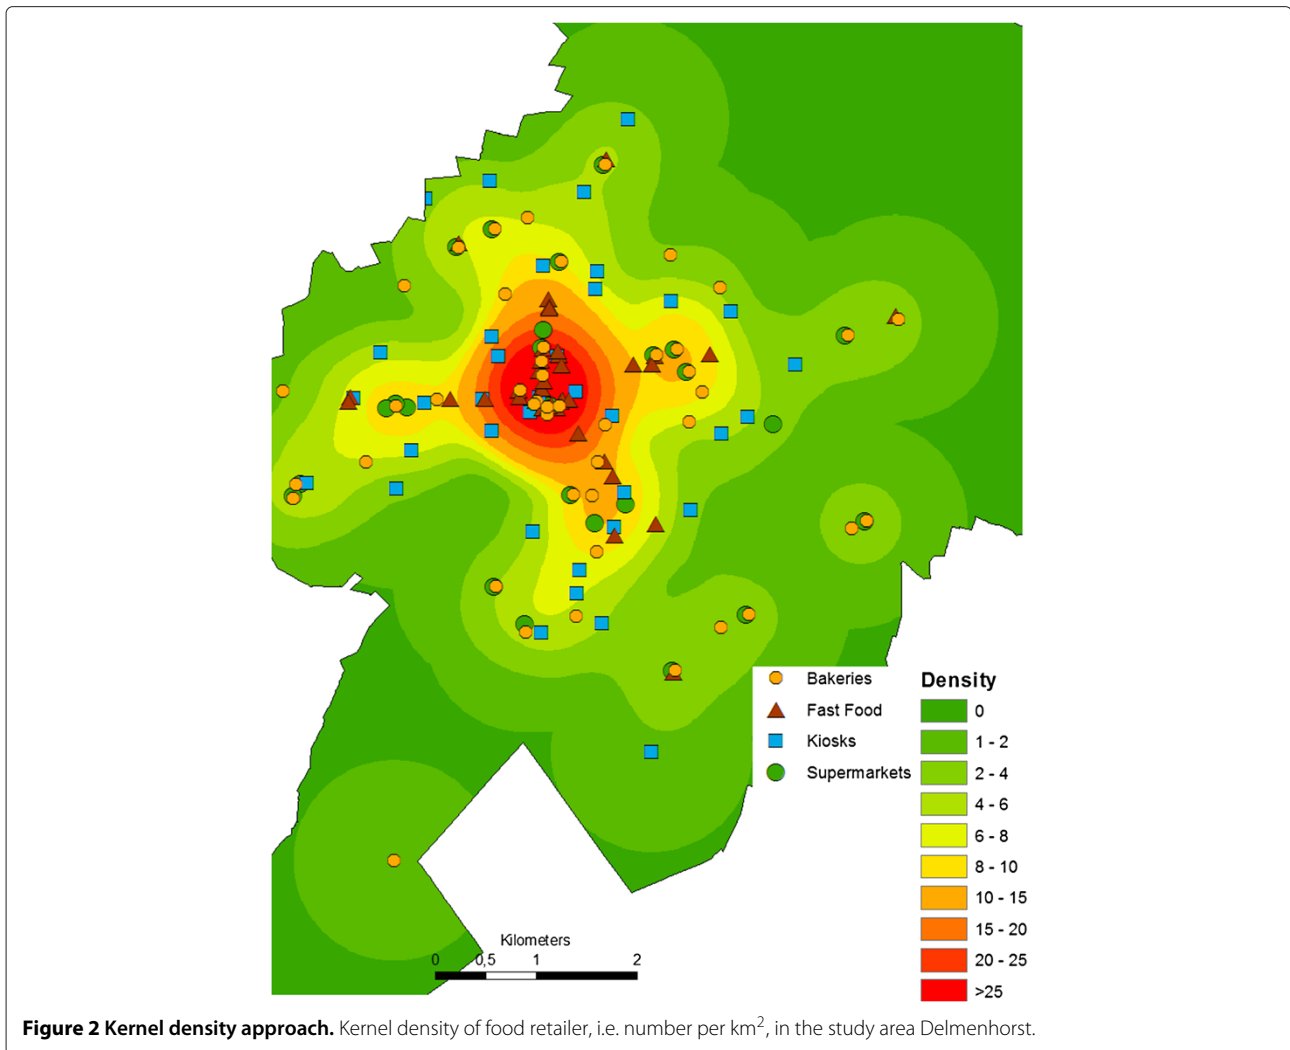 Bakeries
Fast Food
Kiosks
Supermarkets
Density
0
1 - 2
2 - 4
4 - 6
6 - 8
8 - 10
10 - 15
15 - 20
20 - 25
>25
Kilometers
0 0,5 1 2
Figure 2 Kernel density approach. Kernel density of food retailer, i.e. number per km², in the study area Delmenhorst.